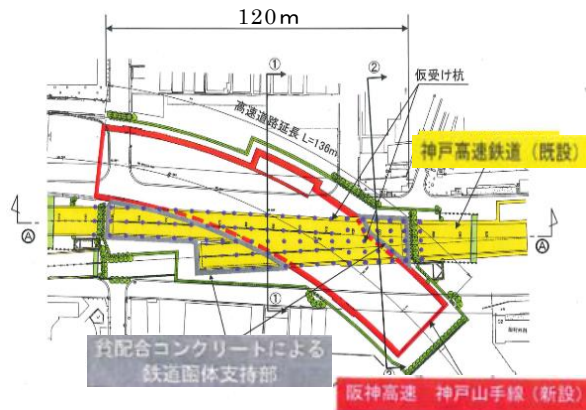 120m
①
②
仮受け杭
高速道路延長 L=136m
神戸高速鉄道（既設）
Ⓐ
Ⓐ
①
貧配合コンクリートによる
鉄道函体支持部
②
阪神高速　神戸山手線（新設）